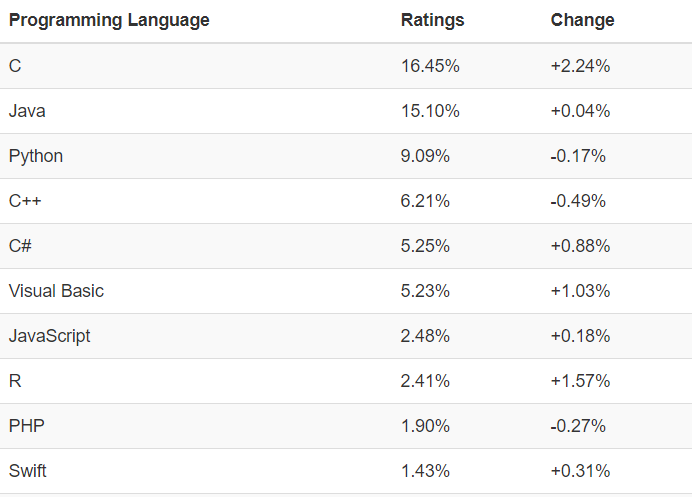 Programming Language Ratings Change
C 16.45% +2.24%
Java 15.10% +0.04%
Python 9.09% -0.17%
C++ 6.21% -0.49%
C# 5.25% +0.88%
Visual Basic 5.23% +1.03%
JavaScript 2.48% +0.18%
R 2.41% +1.57%
PHP 1.90% -0.27%
Swift 1.43% +0.31%